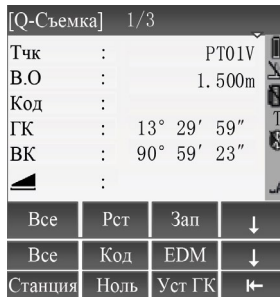 [Q-Съемка] 1/3
Тчк : PT01V
В.О : 1.500m
Код :
ГК : 13° 29′ 59″
ВК : 90° 59′ 23″
:
Все Рст Зап ↓
Все Код EDM ↓
Станция Ноль Уст ГК